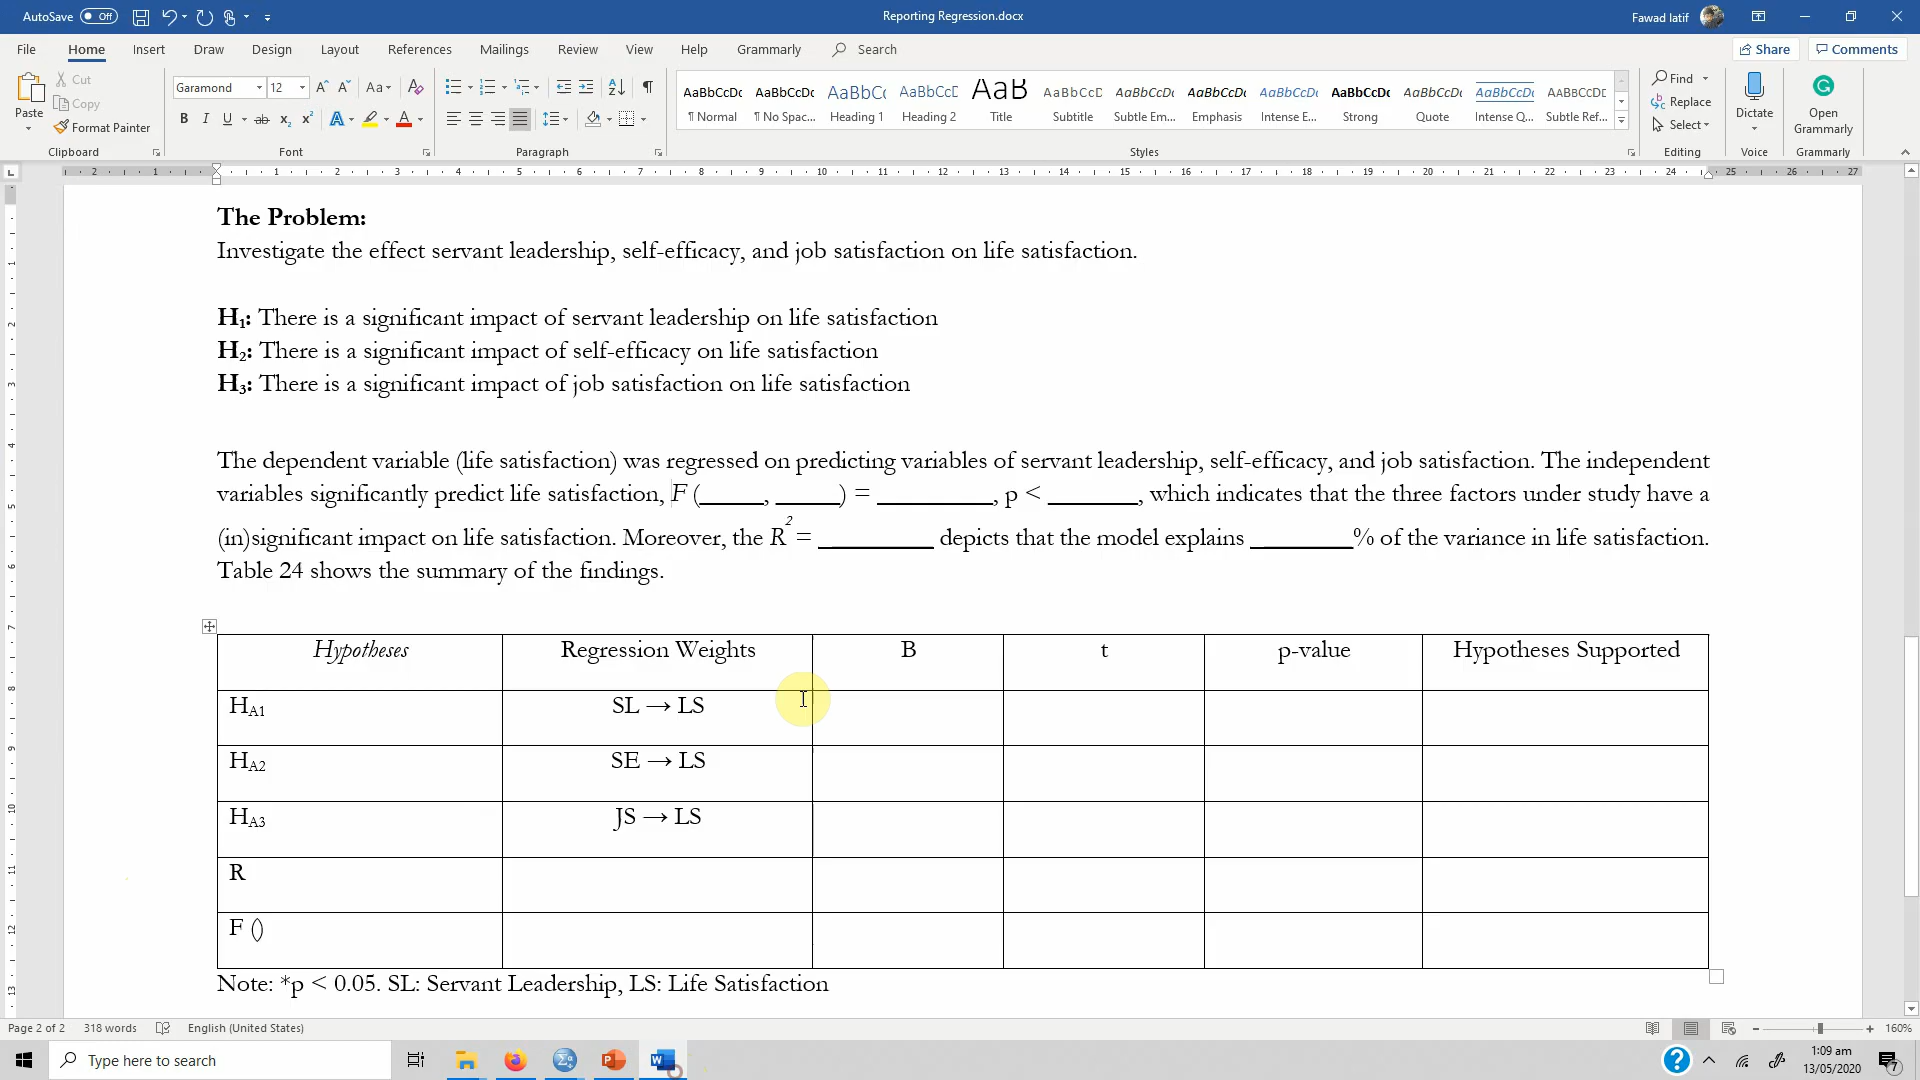 AutoSave Off
Reporting Regression.docx
Fawad latif
File Home Insert Draw Design Layout References Mailings Review View Help Grammarly Search
Share Comments
Paste
Cut
Copy
Format Painter
Clipboard
Garamond 12
Font
Paragraph
AaBbCcDc AaBbCcDc AaBbCc AaBbCcD AaB AaBbCcD AaBbCcDc AaBbCcDc AaBbCcDc AaBbCcDc AaBbCcDc AaBbCcDc AABBCCDD
¶ Normal ¶ No Spac... Heading 1 Heading 2 Title Subtitle Subtle Em... Emphasis Intense E... Strong Quote Intense Q... Subtle Ref...
Styles
Find
Replace
Select
Editing
Dictate
Voice
Open Grammarly
Grammarly
The Problem:
Investigate the effect servant leadership, self-efficacy, and job satisfaction on life satisfaction.
H1: There is a significant impact of servant leadership on life satisfaction
H2: There is a significant impact of self-efficacy on life satisfaction
H3: There is a significant impact of job satisfaction on life satisfaction
The dependent variable (life satisfaction) was regressed on predicting variables of servant leadership, self-efficacy, and job satisfaction. The independent
variables significantly predict life satisfaction, F (_____, _____) = _________, p < _______, which indicates that the three factors under study have a
(in)significant impact on life satisfaction. Moreover, the R2 = _________ depicts that the model explains ________% of the variance in life satisfaction.
Table 24 shows the summary of the findings.
Hypotheses Regression Weights B t p-value Hypotheses Supported
HA1 SL → LS
HA2 SE → LS
HA3 JS → LS
R
F ()
Note: *p < 0.05. SL: Servant Leadership, LS: Life Satisfaction
Page 2 of 2 318 words English (United States) 160%
Type here to search
1:09 am
13/05/2020
7